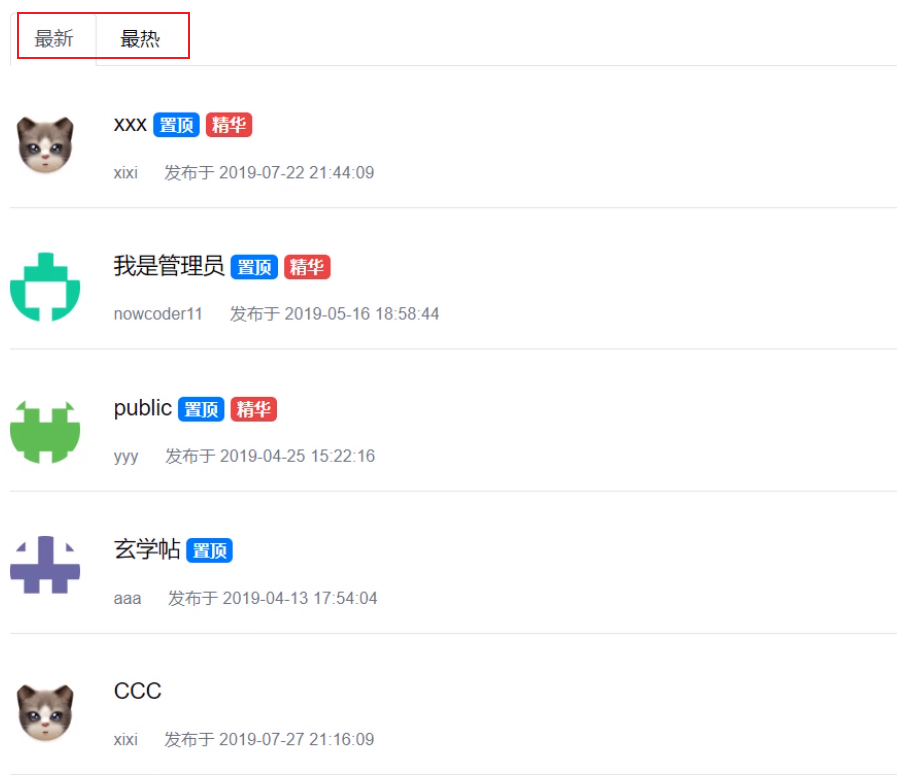 最新 最热
xxx 置顶 精华
xixi 发布于 2019-07-22 21:44:09
我是管理员 置顶 精华
nowcoder11 发布于 2019-05-16 18:58:44
public 置顶 精华
yyy 发布于 2019-04-25 15:22:16
玄学帖 置顶
aaa 发布于 2019-04-13 17:54:04
CCC
xixi 发布于 2019-07-27 21:16:09